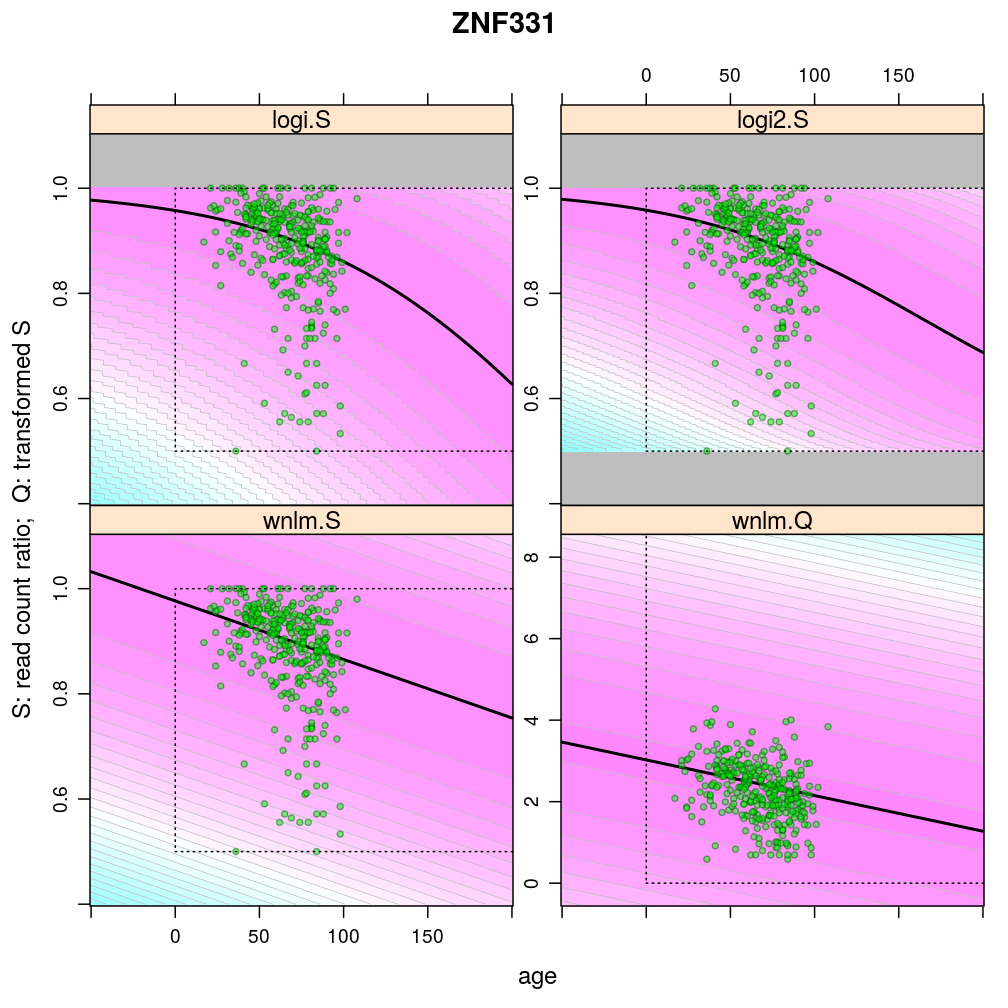 ZNF331
0 50 100 150
logi.S logi2.S
1.0 0.8 0.6
1.0 0.8 0.6
wnlm.S wnlm.Q
1.0 0.8 0.6
8 6 4 2 0
0 50 100 150
S: read count ratio; Q: transformed S
age